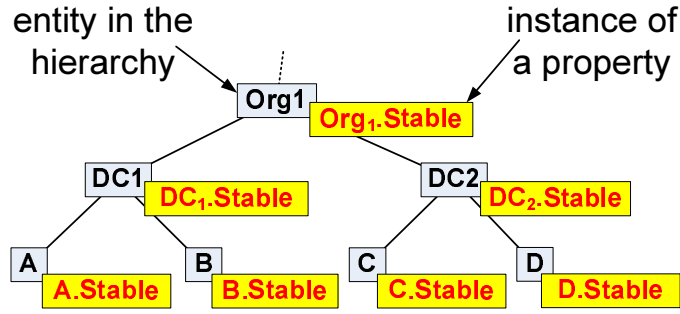 entity in the
hierarchy
instance of
a property
Org1
Org₁.Stable
DC1
DC₁.Stable
DC2
DC₂.Stable
A
A.Stable
B
B.Stable
C
C.Stable
D
D.Stable